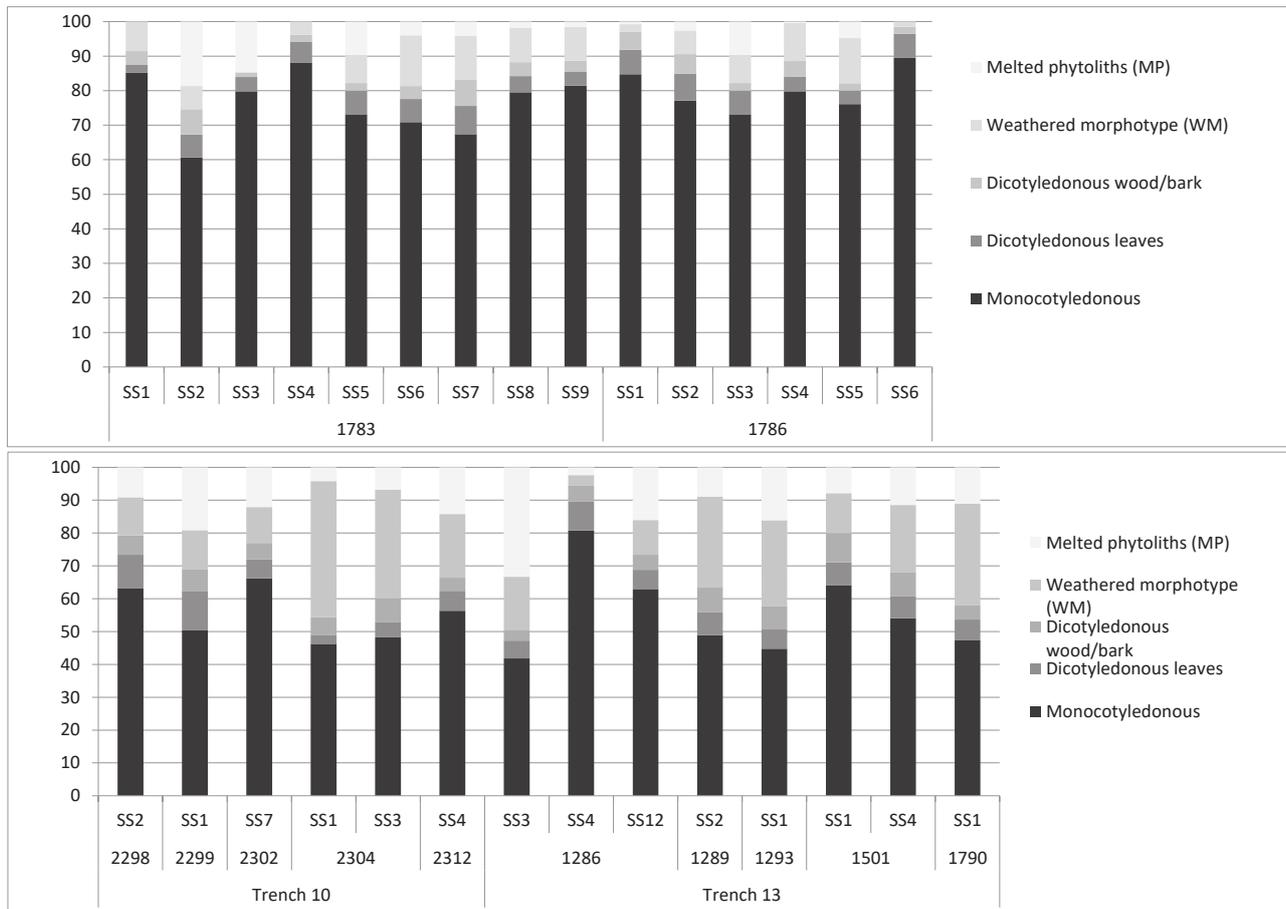 100
90
80
70
60
50
40
30
20
10
0
SS1 SS2 SS3 SS4 SS5 SS6 SS7 SS8 SS9 SS1 SS2 SS3 SS4 SS5 SS6
1783 1786
Melted phytoliths (MP)
Weathered morphotype (WM)
Dicotyledonous wood/bark
Dicotyledonous leaves
Monocotyledonous
100
90
80
70
60
50
40
30
20
10
0
SS2 SS1 SS7 SS1 SS3 SS4 SS3 SS4 SS12 SS2 SS1 SS1 SS4 SS1
2298 2299 2302 2304 2312 1286 1289 1293 1501 1790
Trench 10 Trench 13
Melted phytoliths (MP)
Weathered morphotype
(WM)
Dicotyledonous
wood/bark
Dicotyledonous leaves
Monocotyledonous